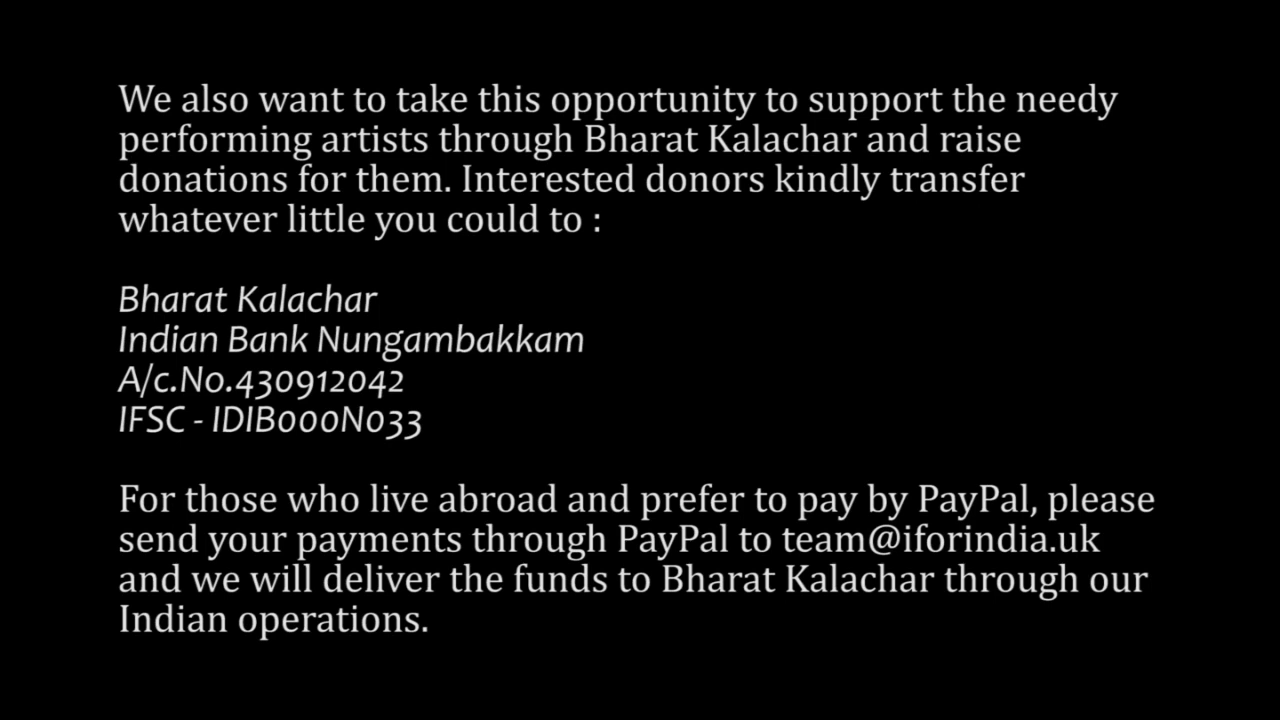 We also want to take this opportunity to support the needy
performing artists through Bharat Kalachar and raise
donations for them. Interested donors kindly transfer
whatever little you could to :
Bharat Kalachar
Indian Bank Nungambakkam
A/c.No.430912042
IFSC - IDIB000N033
For those who live abroad and prefer to pay by PayPal, please
send your payments through PayPal to team@iforindia.uk
and we will deliver the funds to Bharat Kalachar through our
Indian operations.